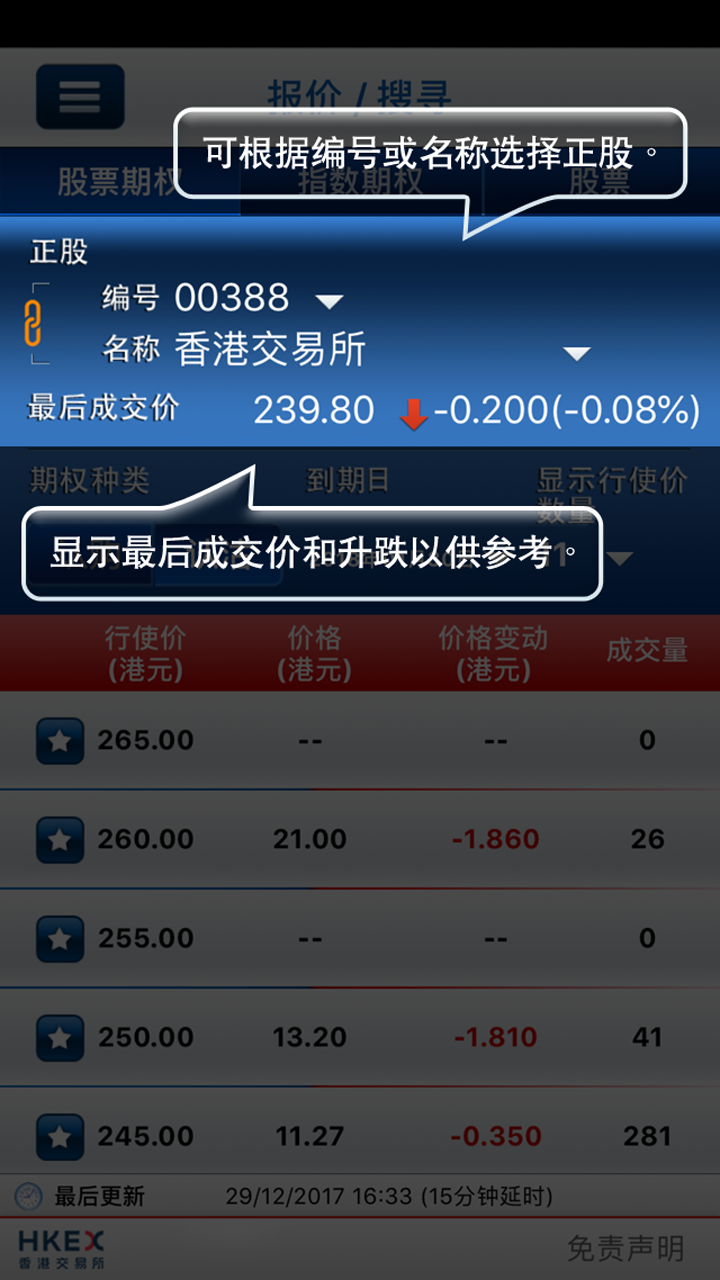 报价 / 搜寻
可根据编号或名称选择正股。
股票期权 指数期权 股票
正股
编号 00388
名称 香港交易所
最后成交价 239.80 -0.200(-0.08%)
期权种类 到期日 显示行使价
数量
显示最后成交价和升跌以供参考。
行使价 价格 价格变动 成交量
(港元) (港元) (港元)
265.00 -- -- 0
260.00 21.00 -1.860 26
255.00 -- -- 0
250.00 13.20 -1.810 41
245.00 11.27 -0.350 281
最后更新 29/12/2017 16:33 (15分钟延时)
HKEX
香港交易所
免责声明